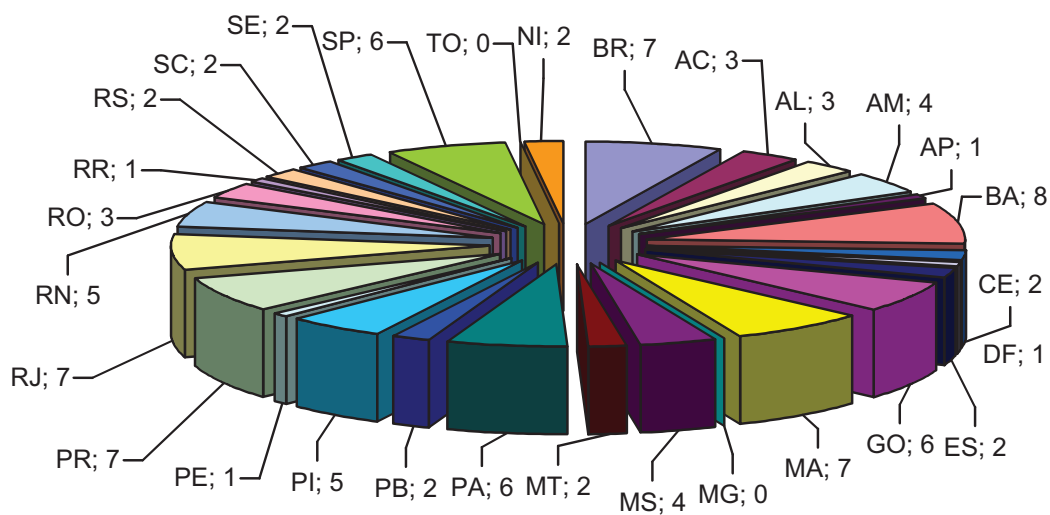 BR; 7
AC; 3
AL; 3
AM; 4
AP; 1
BA; 8
CE; 2
DF; 1
ES; 2
GO; 6
MA; 7
MG; 0
MS; 4
MT; 2
PA; 6
PB; 2
PI; 5
PE; 1
PR; 7
RJ; 7
RN; 5
RO; 3
RR; 1
RS; 2
SC; 2
SE; 2
SP; 6
TO; 0
NI; 2